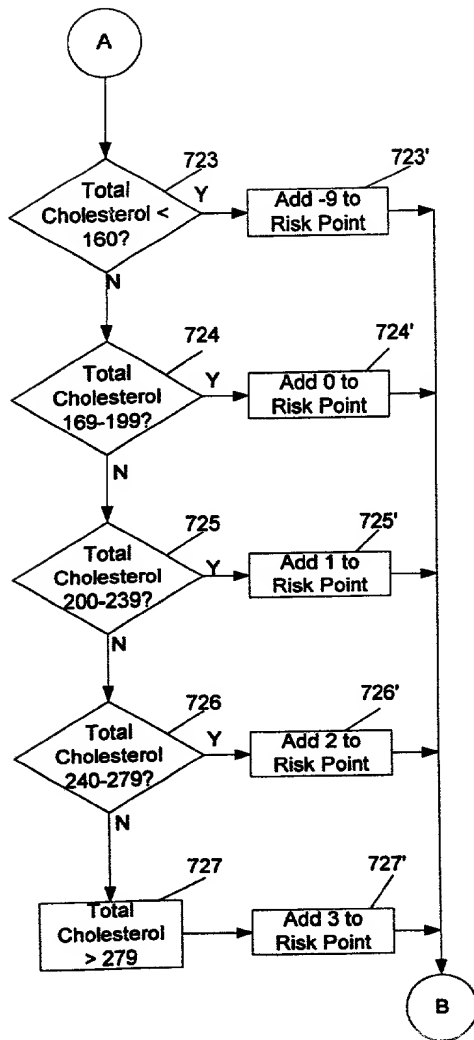 A
723
Total
Cholesterol <
160?
Y
723'
Add -9 to
Risk Point
N
724
Total
Cholesterol
169-199?
Y
724'
Add 0 to
Risk Point
N
725
Total
Cholesterol
200-239?
Y
725'
Add 1 to
Risk Point
N
726
Total
Cholesterol
240-279?
Y
726'
Add 2 to
Risk Point
N
727
Total
Cholesterol
> 279
727'
Add 3 to
Risk Point
B